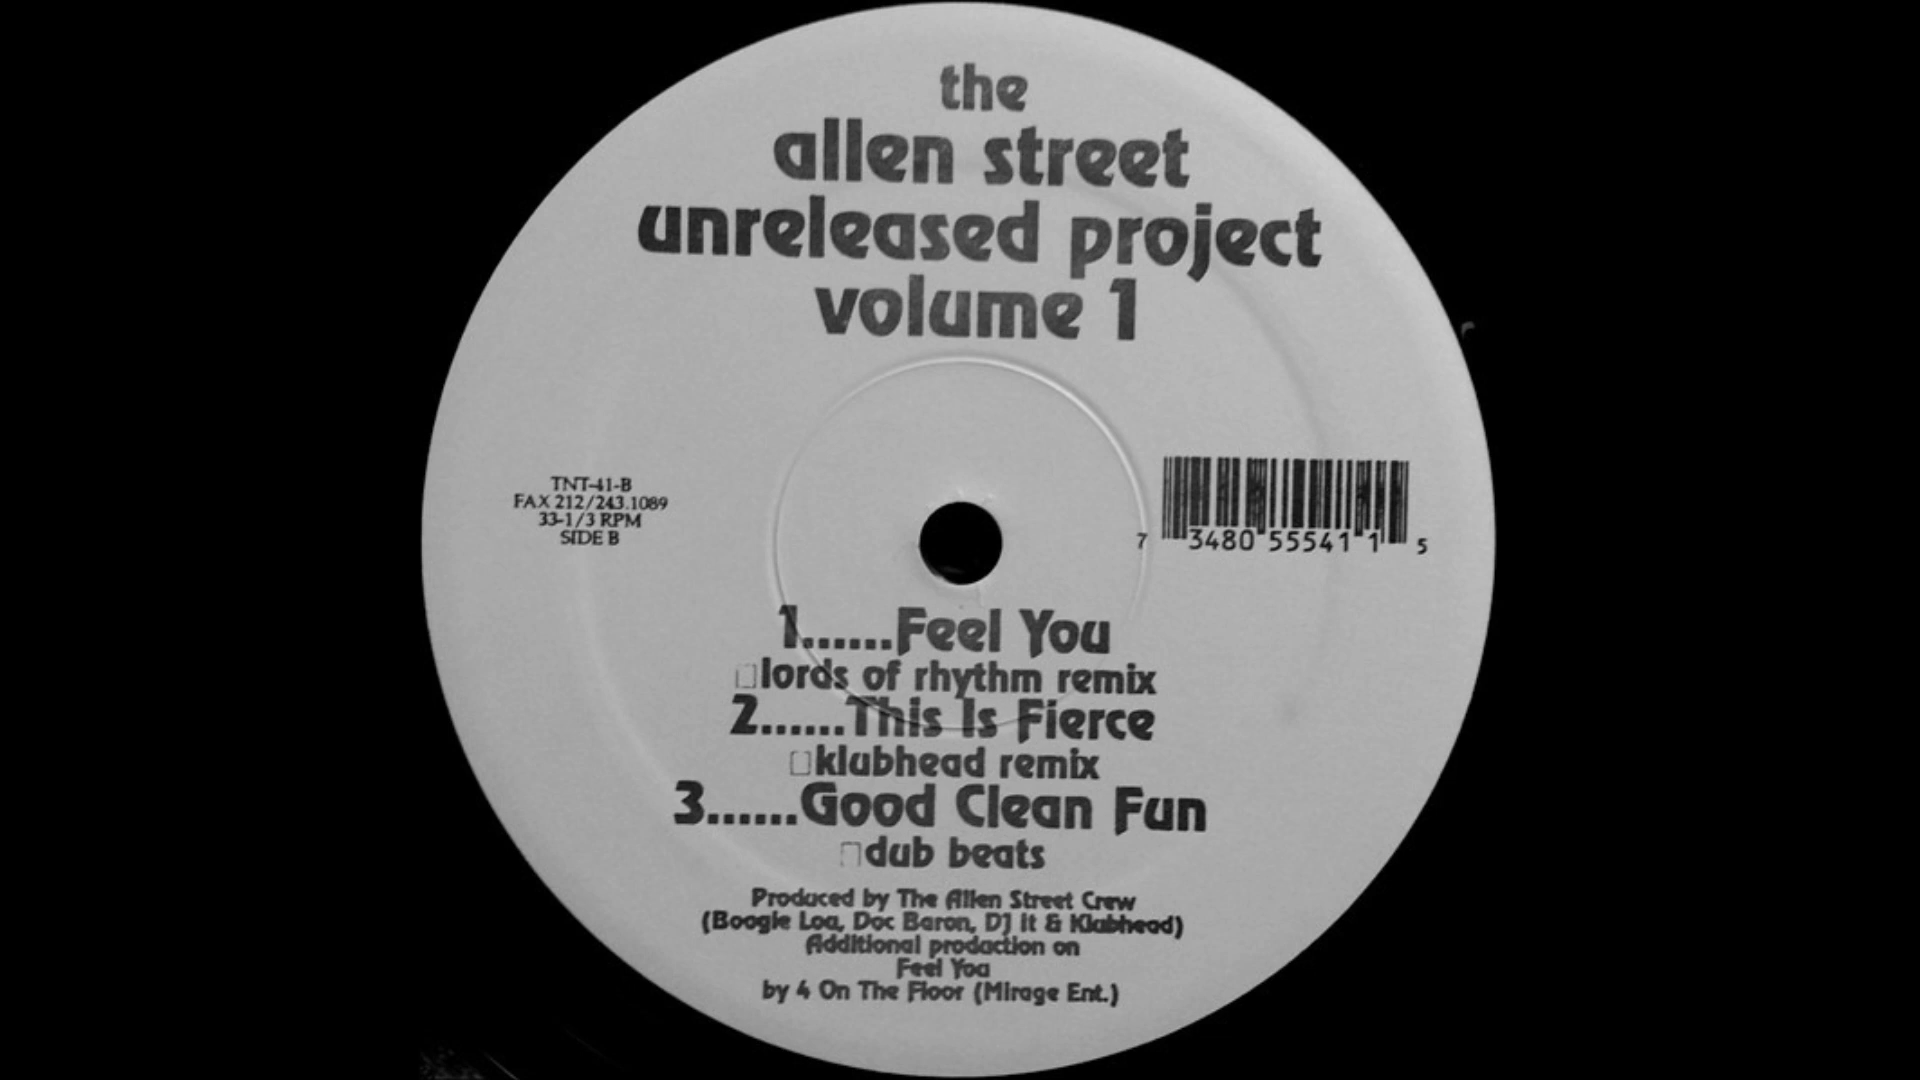 the
allen street
unreleased project
volume 1
TNT-41-B
FAX 212/243.1089
33-1/3 RPM
SIDE B
7 3480 55541 1 5
1......Feel You
lords of rhythm remix
2......This Is Fierce
klubhead remix
3......Good Clean Fun
dub beats
Produced by The Allen Street Crew
(Boogie Loa, Doc Baron, DJ It & Klubhead)
Additional production on
Feel You
by 4 On The Floor (Mirage Ent.)